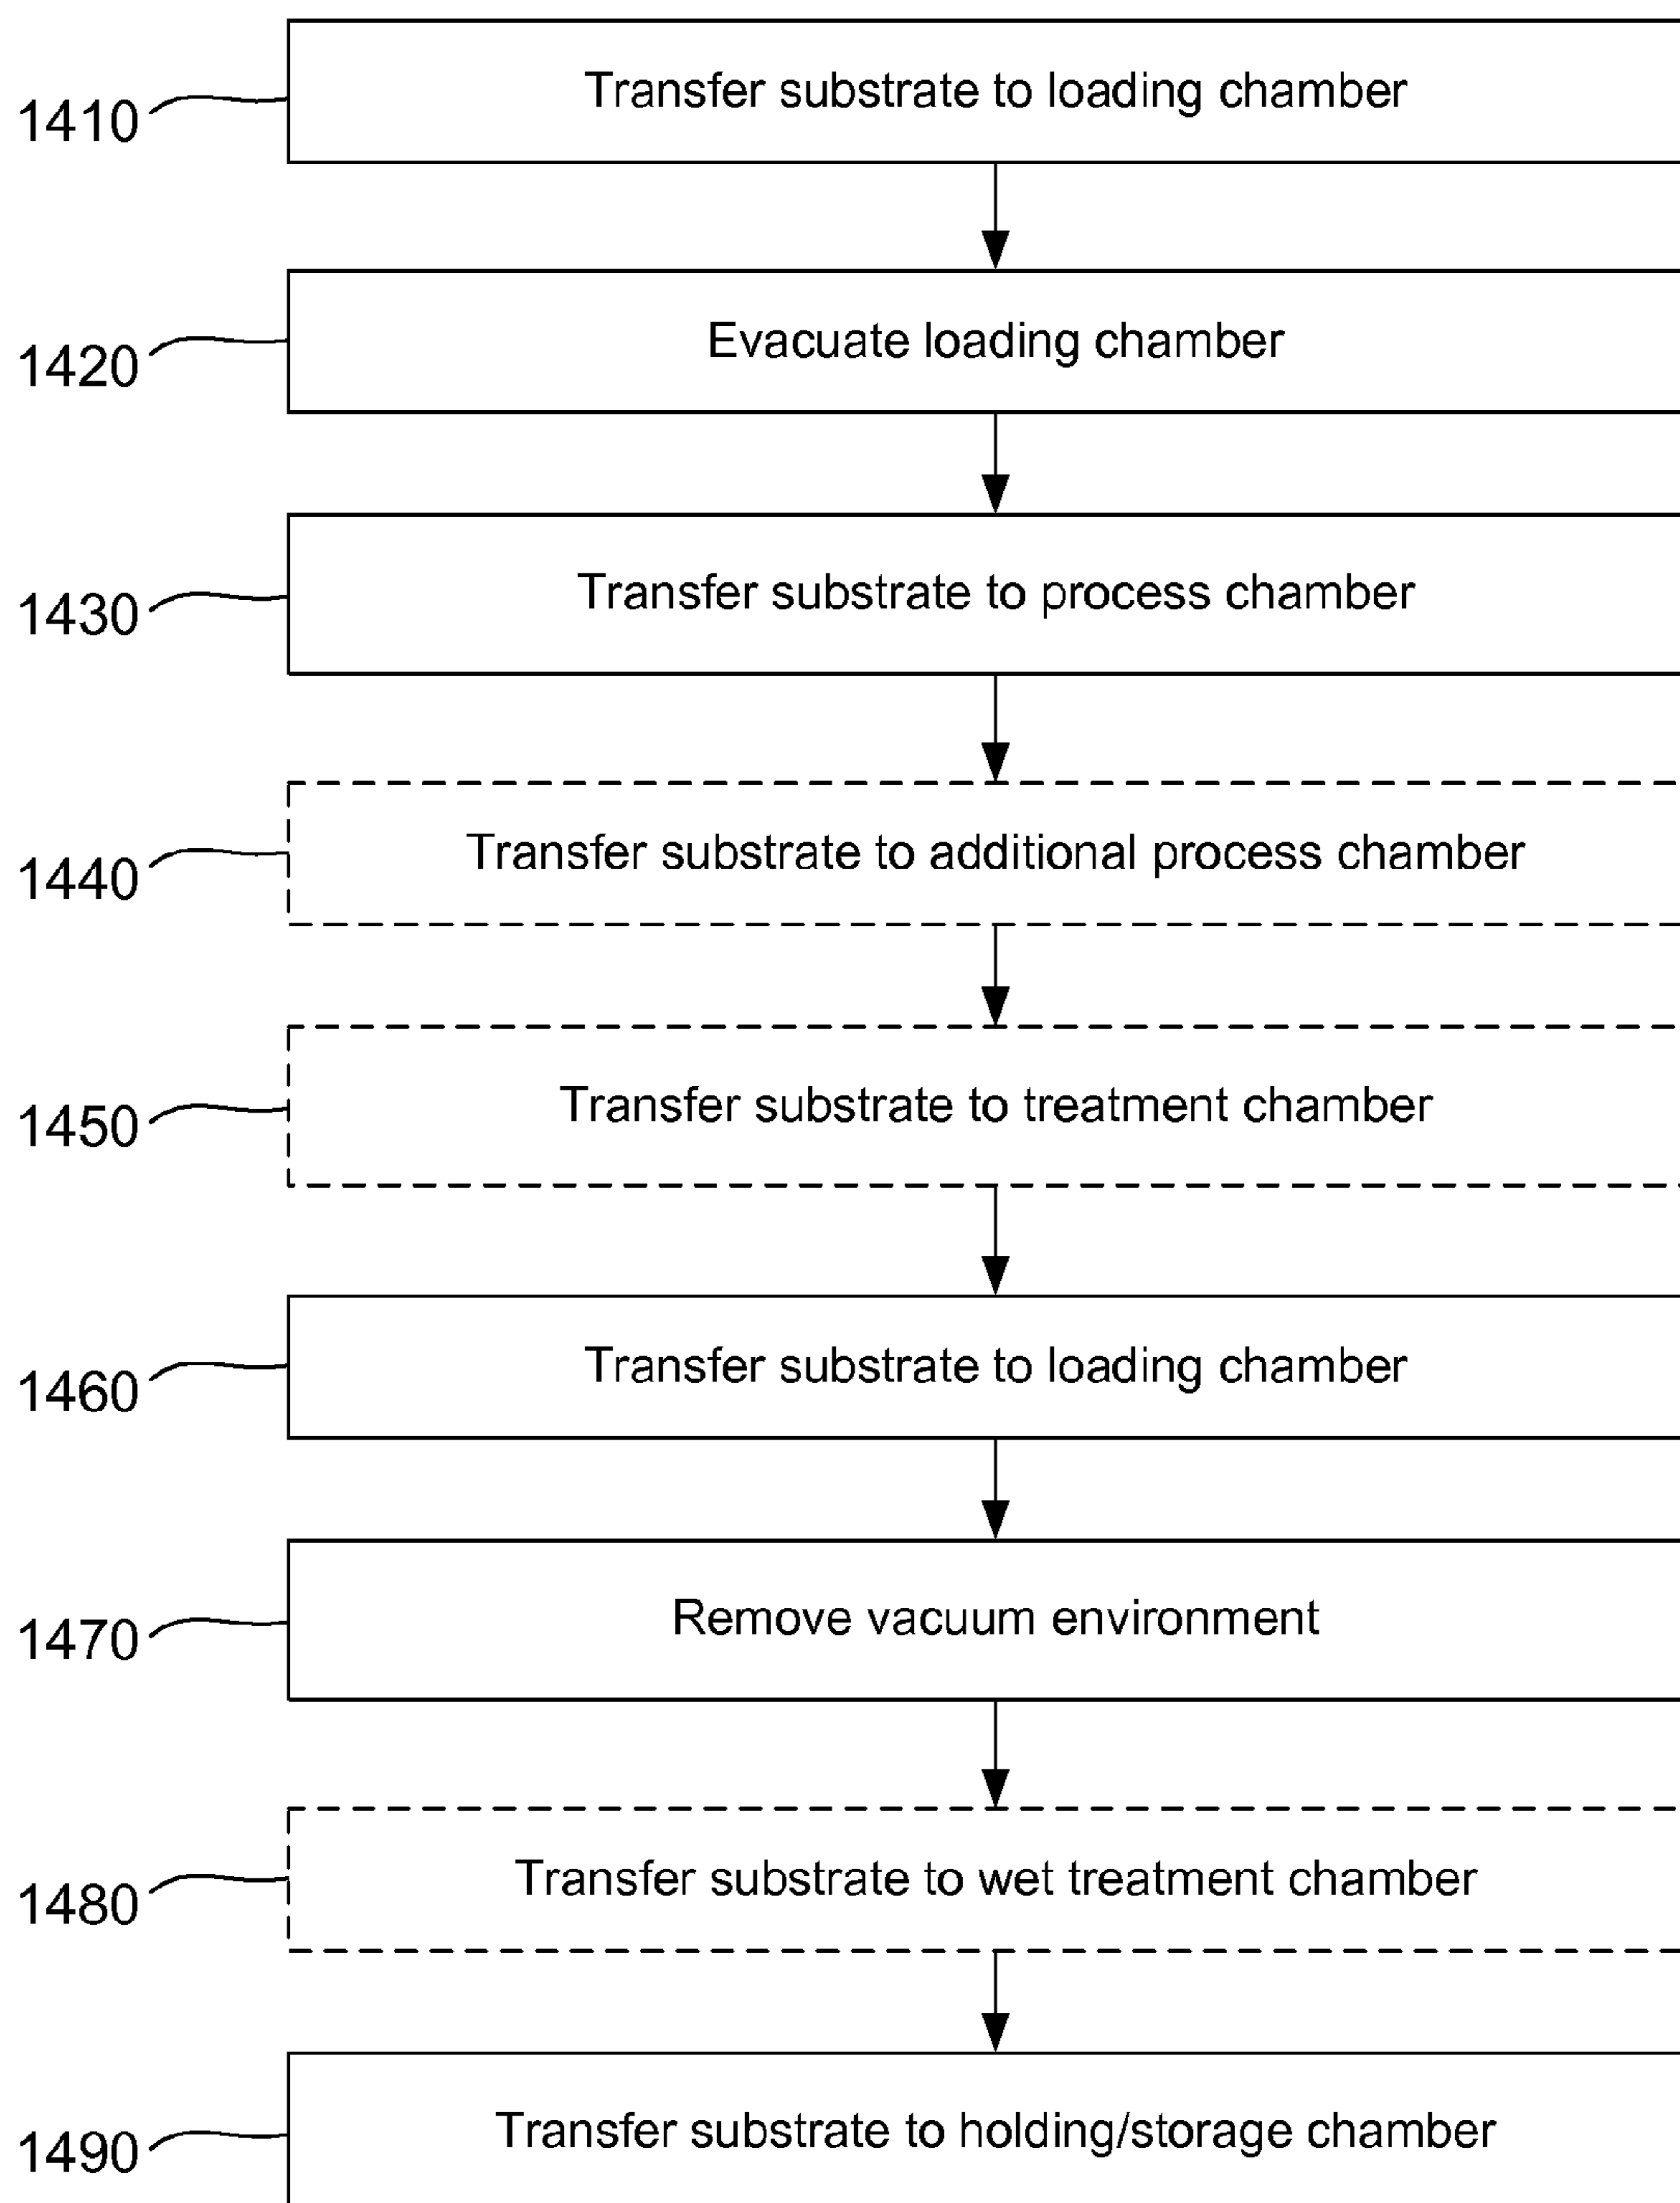 Transfer substrate to loading chamber
1410
Evacuate loading chamber
1420
Transfer substrate to process chamber
1430
Transfer substrate to additional process chamber
1440
Transfer substrate to treatment chamber
1450
Transfer substrate to loading chamber
1460
Remove vacuum environment
1470
Transfer substrate to wet treatment chamber
1480
Transfer substrate to holding/storage chamber
1490